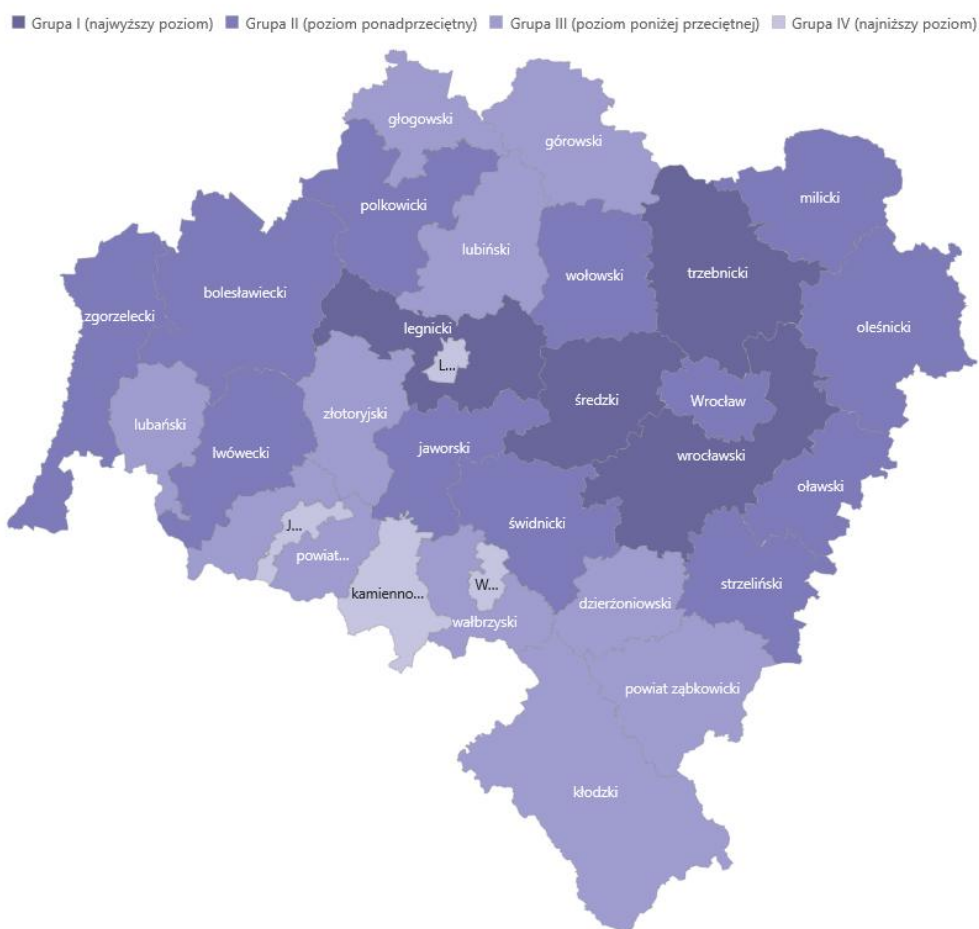 Grupa I (najwyższy poziom) Grupa II (poziom ponadprzeciętny) Grupa III (poziom poniżej przeciętnej) Grupa IV (najniższy poziom)
głogowski
górowski
milicki
polkowicki
lubiński
wołowski
trzebnicki
bolesławiecki
zgorzelecki
legnicki
oleśnicki
L...
średzki
Wrocław
złotoryjski
lubański
lwówecki
jaworski
wrocławski
oławski
świdnicki
J...
powiat...
W...
strzeliński
kamienno...
dzierżoniowski
wałbrzyski
powiat ząbkowicki
kłodzki